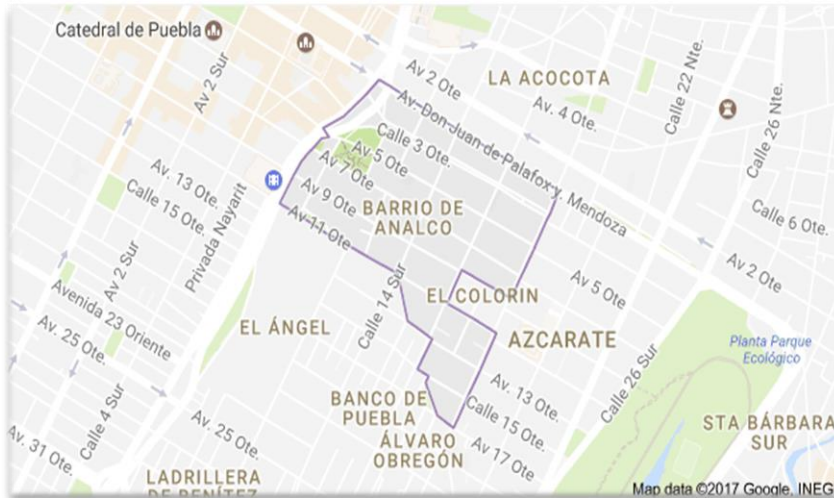 Catedral de Puebla
Av 2 Sur
Av 2 Ote
LA ACOCOTA
Calle 22 Nte.
Calle 26 Nte.
Av. 4 Ote.
Av. Don Juan de Palafox y. Mendoza
Calle 3 Ote.
Av 5 Ote
Av 7 Ote
Av 9 Ote
Av 11 Ote
BARRIO DE
ANALCO
Av. 13 Ote.
Calle 15 Ote.
Av 2 Sur
Privada Nayarit
Calle 6 Ote.
Av 2 Ote
Av 5 Ote
Avenida 23 Oriente
Av. 25 Ote.
EL ÁNGEL
Calle 14 Sur
EL COLORIN
AZCARATE
Calle 26 Sur
Planta Parque
Ecológico
Calle 4 Sur
Av. 31 Ote.
Av. 25 Ote.
BANCO DE
PUEBLA
ÁLVARO
OBREGÓN
Av. 13 Ote.
Calle 15 Ote.
Av 17 Ote
STA BÁRBARA
SUR
LADRILLERA
DE BENÍTEZ
Map data ©2017 Google, INEG